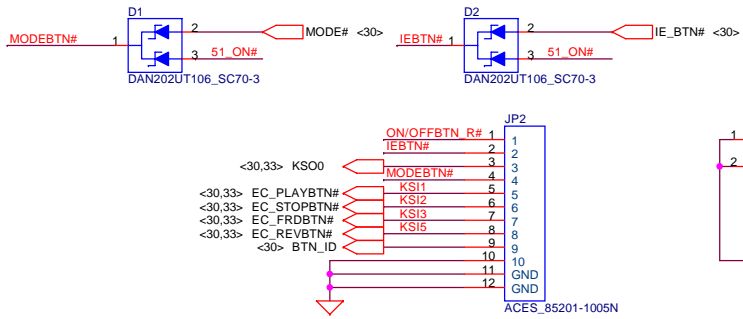 D1
MODEBTN# 1 2 MODE# <30>
3 51_ON#
DAN202UT106_SC70-3
D2
IEBTN# 1 2 IE_BTN# <30>
3 51_ON#
DAN202UT106_SC70-3
JP2
ON/OFFBTN_R# 1 1
IEBTN# 2 2
<30,33> KSO0 3 3
MODEBTN# 4 4
<30,33> EC_PLAYBTN# KSI1 5 5
<30,33> EC_STOPBTN# KSI2 6 6
<30,33> EC_FRDBTN# KSI3 7 7
<30,33> EC_REVBTN# KSI5 8 8
<30> BTN_ID 9 9
10 10
11 GND
12 GND
ACES_85201-1005N
1
2